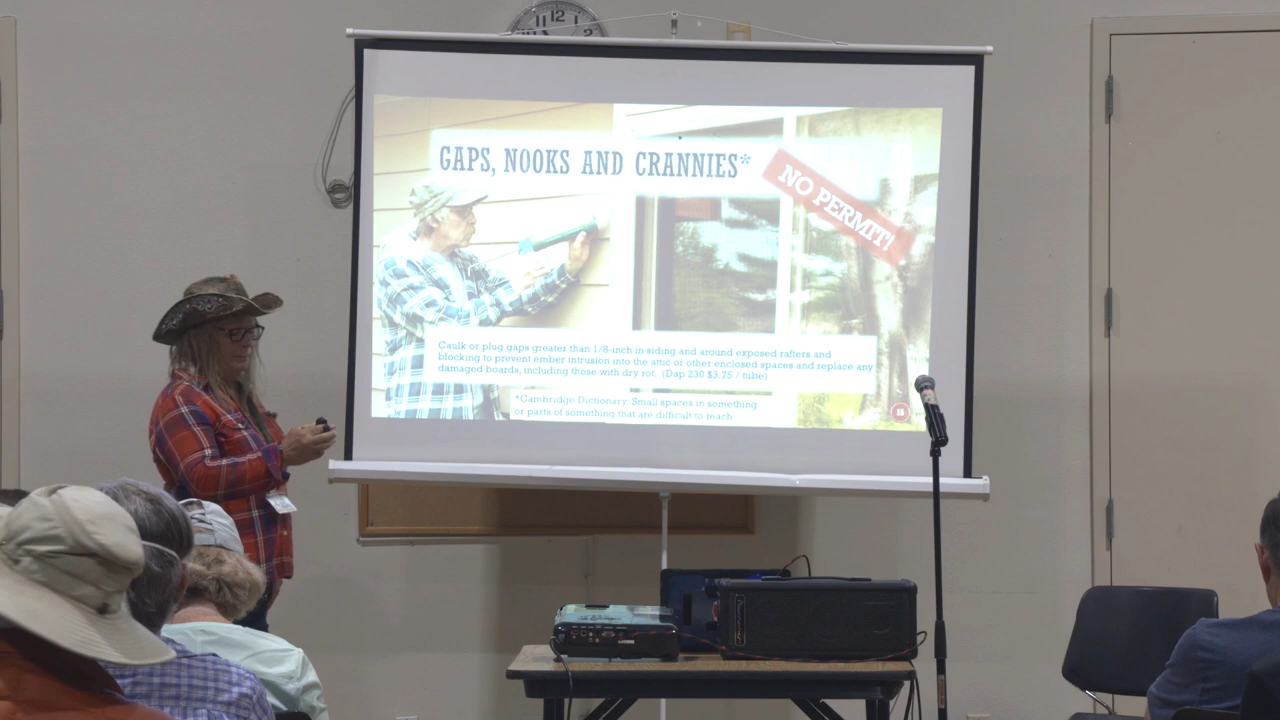 12
GAPS, NOOKS AND CRANNIES*
NO PERMIT!
Caulk or plug gaps greater than 1/8-inch in siding and around exposed rafters and
blocking to prevent ember intrusion into the attic or other enclosed spaces and replace any
damaged boards, including those with dry rot. (Dap 230 $3.75 / tube)
*Cambridge Dictionary: Small spaces in something
or parts of something that are difficult to reach